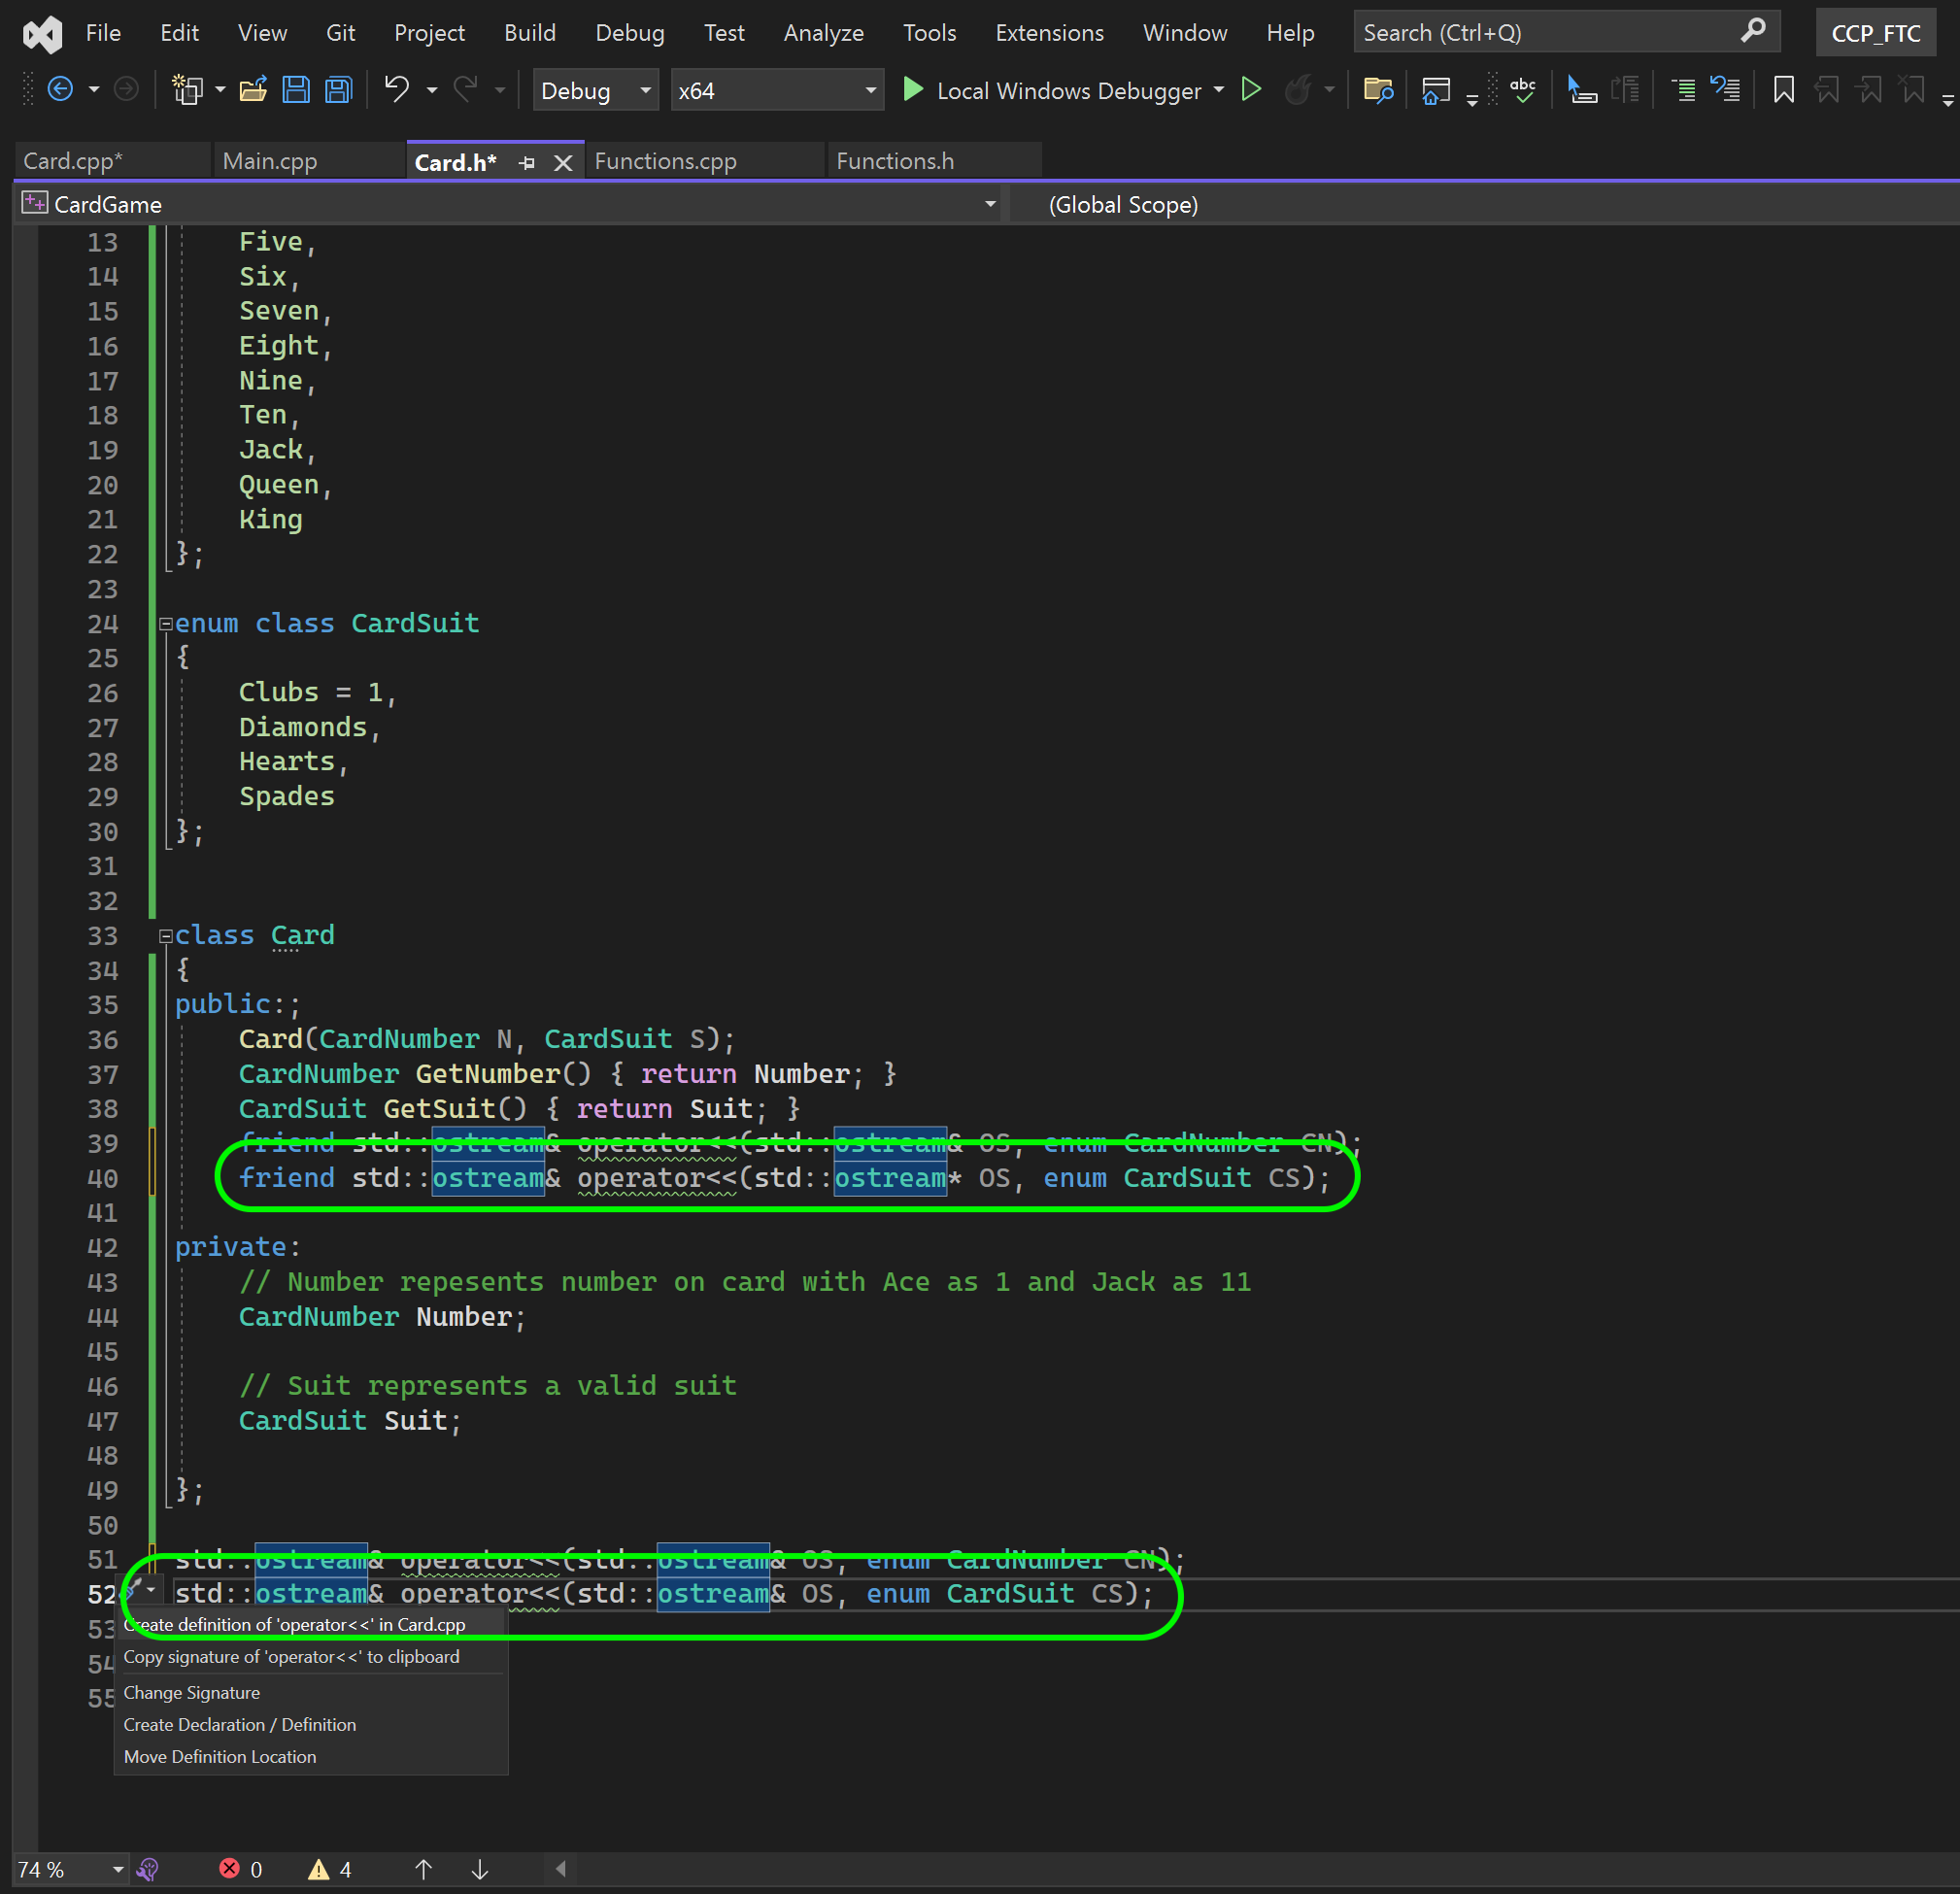 File Edit View Git Project Build Debug Test Analyze Tools Extensions Window Help Search (Ctrl+Q) CCP_FTC
Debug x64 Local Windows Debugger abc
Card.cpp* Main.cpp Card.h* Functions.cpp Functions.h
CardGame (Global Scope)
13 Five,
14 Six,
15 Seven,
16 Eight,
17 Nine,
18 Ten,
19 Jack,
20 Queen,
21 King
22 };
23
24 enum class CardSuit
25 {
26 Clubs = 1,
27 Diamonds,
28 Hearts,
29 Spades
30 };
31
32
33 class Card
34 {
35 public:;
36 Card(CardNumber N, CardSuit S);
37 CardNumber GetNumber() { return Number; }
38 CardSuit GetSuit() { return Suit; }
39 friend std::ostream& operator<<(std::ostream& OS, enum CardNumber CN);
40 friend std::ostream& operator<<(std::ostream* OS, enum CardSuit CS);
41
42 private:
43 // Number repesents number on card with Ace as 1 and Jack as 11
44 CardNumber Number;
45
46 // Suit represents a valid suit
47 CardSuit Suit;
48
49 };
50
51 std::ostream& operator<<(std::ostream& OS, enum CardNumber CN);
52 std::ostream& operator<<(std::ostream& OS, enum CardSuit CS);
53 Create definition of 'operator<<' in Card.cpp
54 Copy signature of 'operator<<' to clipboard
55 Change Signature
Create Declaration / Definition
Move Definition Location
74 % 0 4